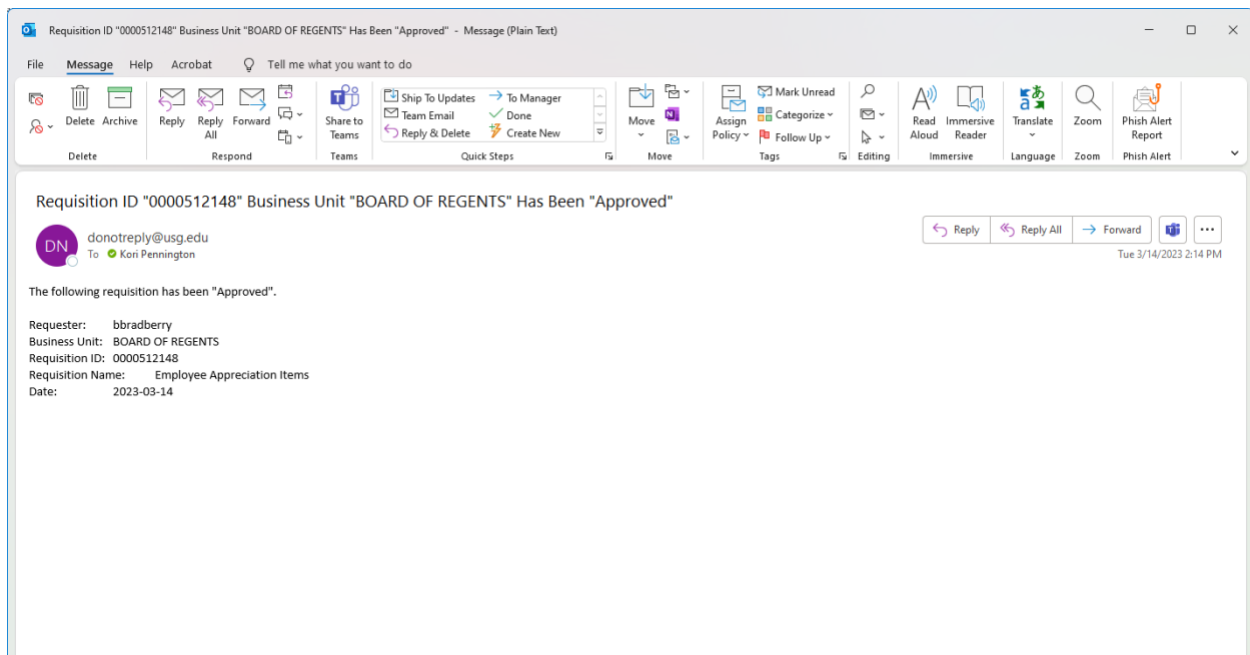 Requisition ID "0000512148" Business Unit "BOARD OF REGENTS" Has Been "Approved" - Message (Plain Text)
File Message Help Acrobat Tell me what you want to do
Delete Archive
Reply Reply All Forward
Share to Teams
Ship To Updates To Manager
Team Email Done
Reply & Delete Create New
Move
Assign Policy
Mark Unread
Categorize
Follow Up
Read Aloud Immersive Reader
Translate
Zoom
Phish Alert Report
Delete Respond Teams Quick Steps Move Tags Editing Immersive Language Zoom Phish Alert
Requisition ID "0000512148" Business Unit "BOARD OF REGENTS" Has Been "Approved"
DN
donotreply@usg.edu
To Kori Pennington
Reply Reply All Forward
Tue 3/14/2023 2:14 PM
The following requisition has been "Approved".
Requester: bbradberry
Business Unit: BOARD OF REGENTS
Requisition ID: 0000512148
Requisition Name: Employee Appreciation Items
Date: 2023-03-14